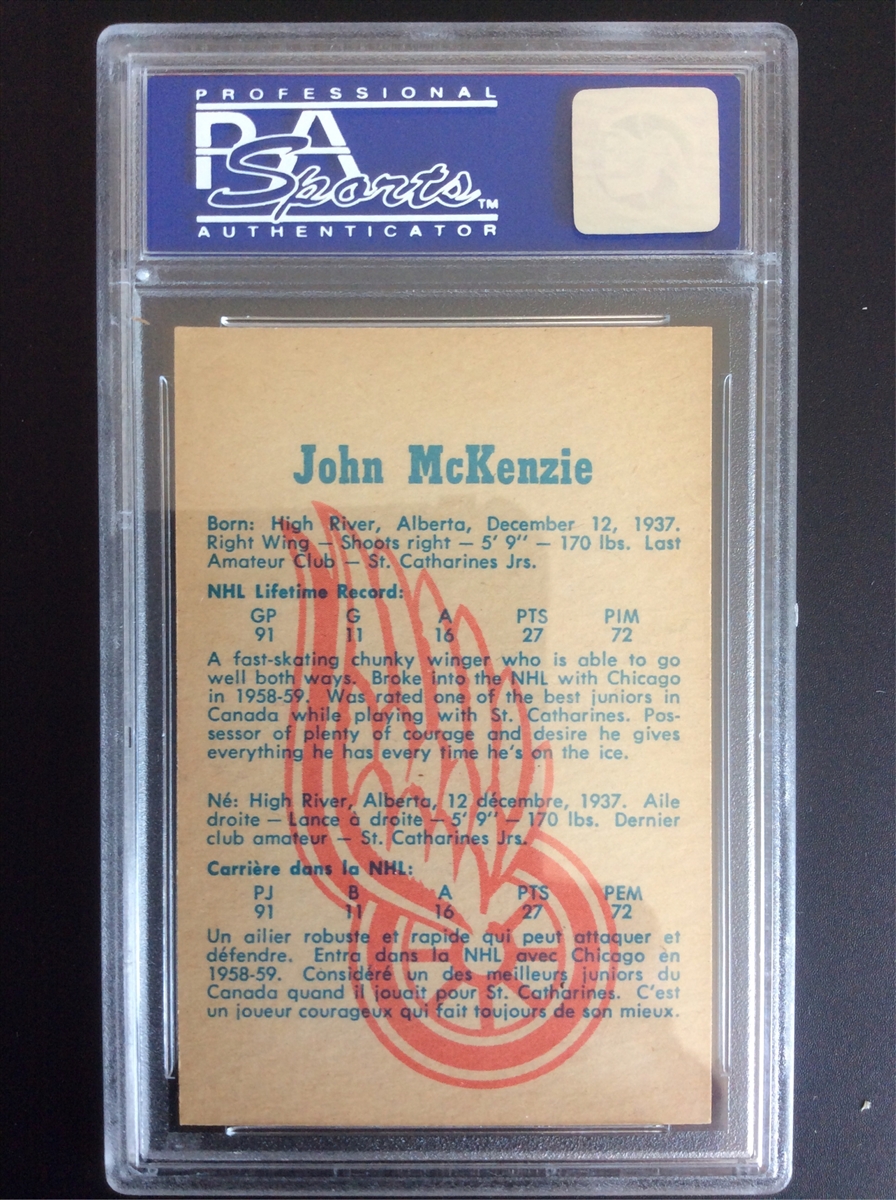 PROFESSIONAL
PSA
Sports™
AUTHENTICATOR
John McKenzie
Born: High River, Alberta, December 12, 1937.
Right Wing — Shoots right — 5' 9'' — 170 lbs. Last
Amateur Club — St. Catharines Jrs.
NHL Lifetime Record:
GP G A PTS PIM
91 11 16 27 72
A fast-skating chunky winger who is able to go
well both ways. Broke into the NHL with Chicago
in 1958-59. Was rated one of the best juniors in
Canada while playing with St. Catharines. Pos-
sessor of plenty of courage and desire he gives
everything he has every time he's on the ice.
Né: High River, Alberta, 12 décembre, 1937. Aile
droite — Lance à droite — 5' 9'' — 170 lbs. Dernier
club amateur — St. Catharines Jrs.
Carrière dans la NHL:
PJ B A PTS PEM
91 11 16 27 72
Un ailier robuste et rapide qui peut attaquer et
défendre. Entra dans la NHL avec Chicago en
1958-59. Considéré un des meilleurs juniors du
Canada quand il jouait pour St. Catharines. C'est
un joueur courageux qui fait toujours de son mieux.